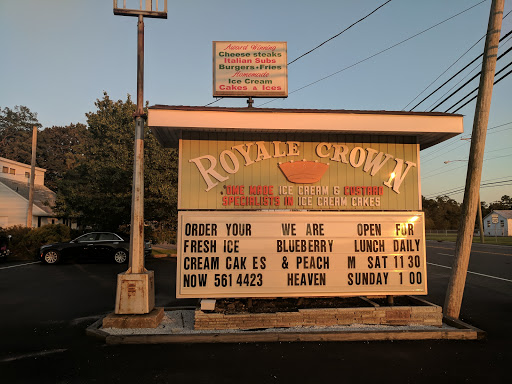 Award Winning
Cheese steaks
Italian Subs
Burgers • Fries
Homemade
Ice Cream
Cakes & Ices
ROYALE CROWN
HOME MADE ICE CREAM & CUSTARD
SPECIALISTS IN ICE CREAM CAKES
ORDER YOUR WE ARE OPEN FOR
FRESH ICE BLUEBERRY LUNCH DAILY
CREAM CAKES & PEACH M SAT 11 30
NOW 561 4423 HEAVEN SUNDAY 1 00